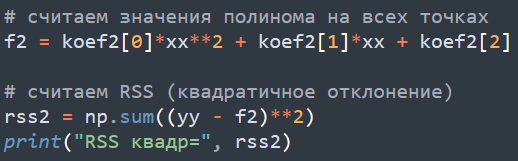 # считаем значения полинома на всех точках
f2 = koef2[0]*xx**2 + koef2[1]*xx + koef2[2]
# считаем RSS (квадратичное отклонение)
rss2 = np.sum((yy - f2)**2)
print("RSS квадр=", rss2)